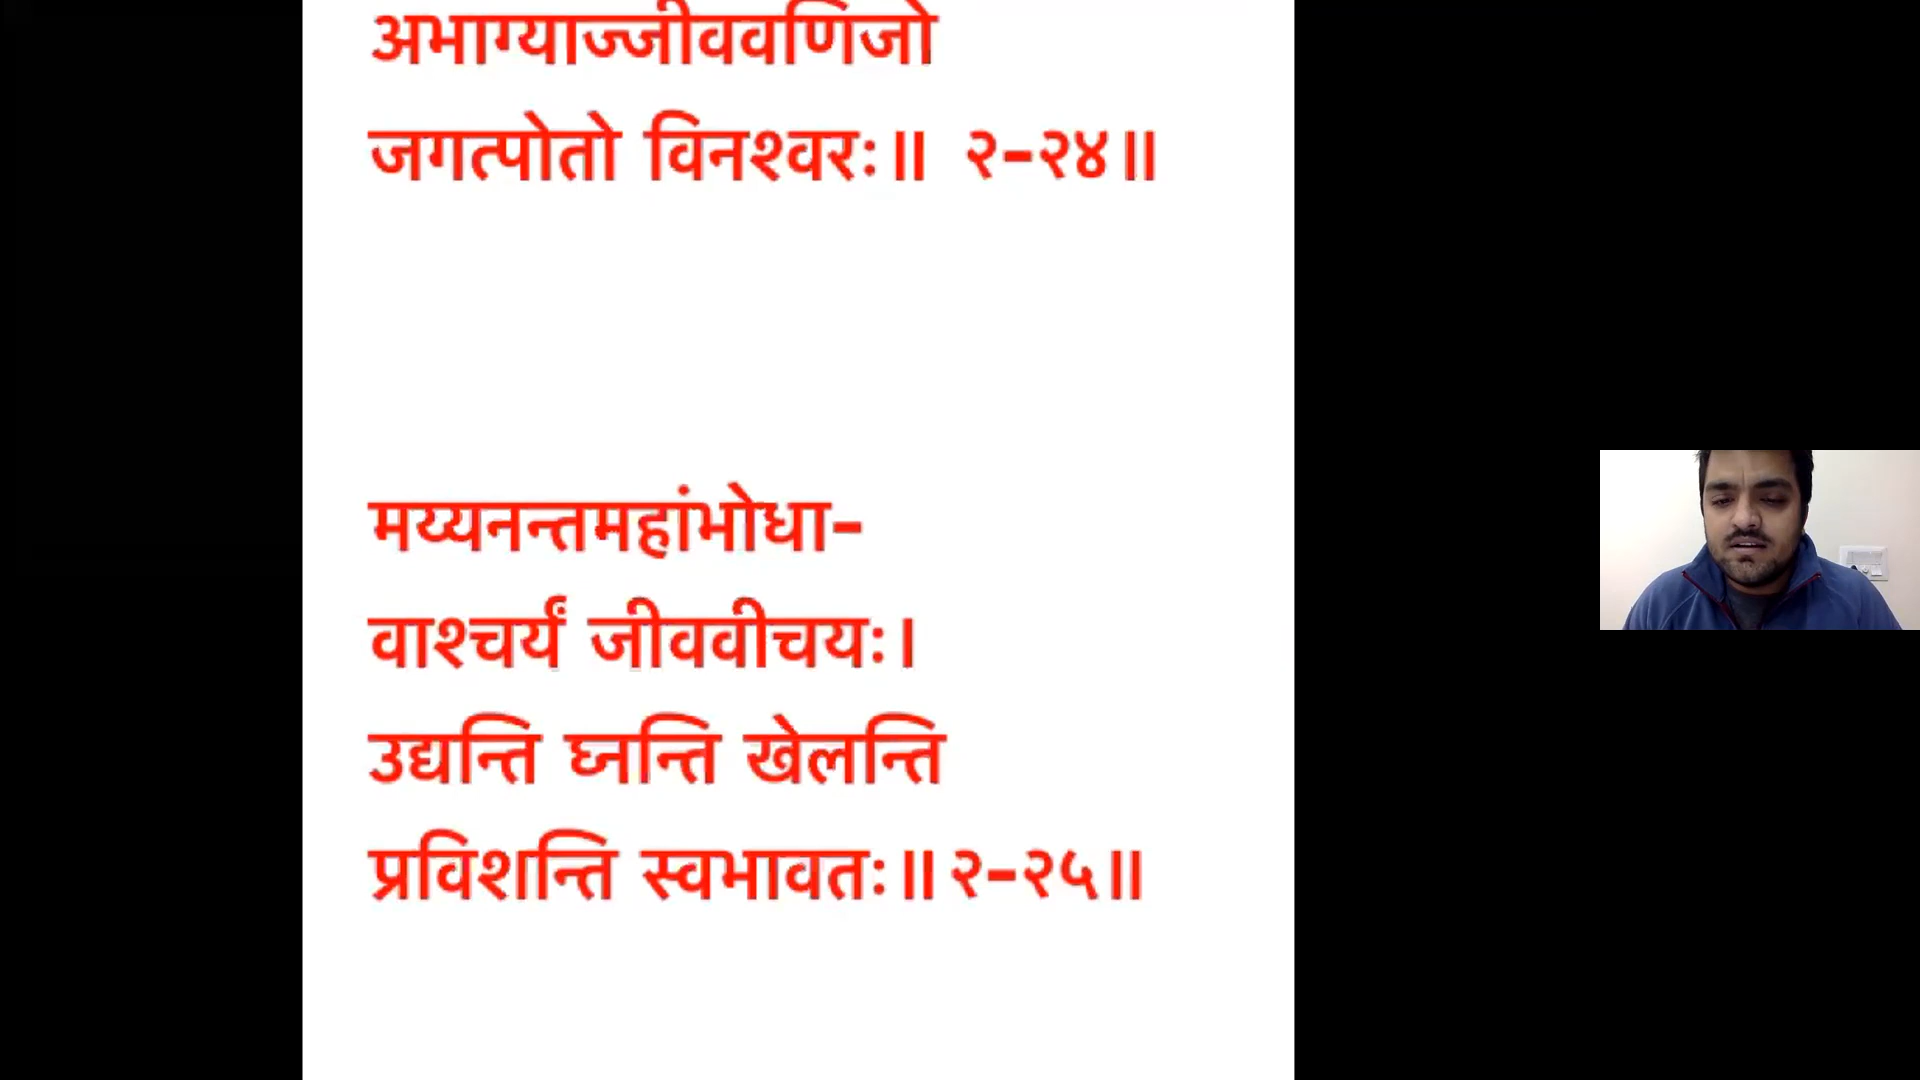 अभाग्याज्जीववणिजो
जगत्पोतो विनश्वरः॥ २-२४॥
मय्यनन्तमहांभोधा-
वाश्चर्यं जीववीचयः।
उद्यन्ति घ्नन्ति खेलन्ति
प्रविशन्ति स्वभावतः॥२-२५॥